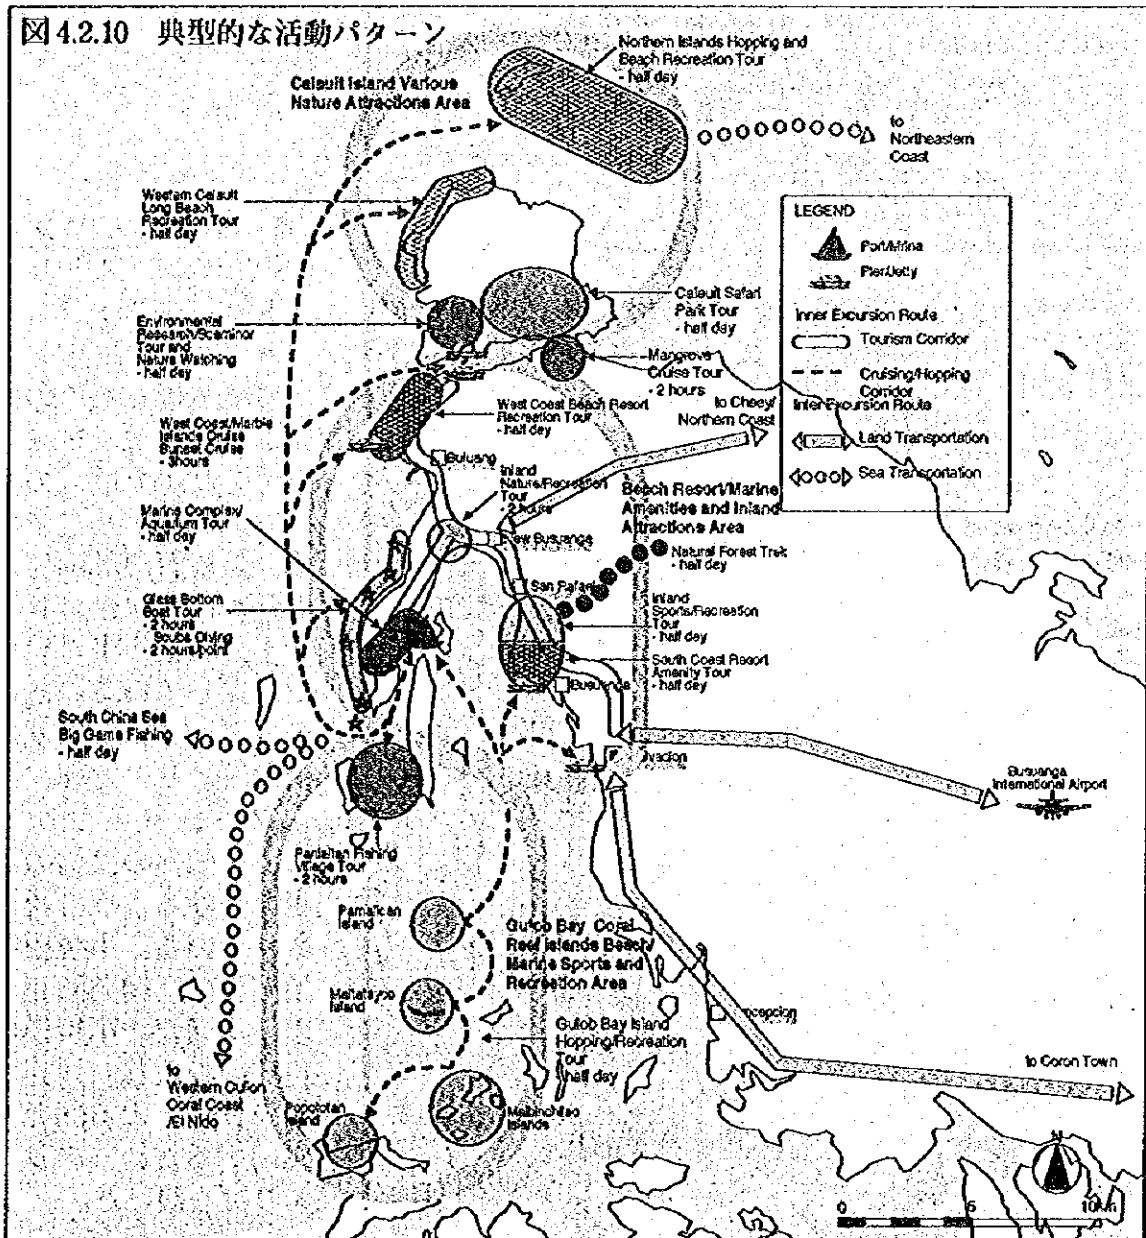 図4.2.10 典型的な活動パターン
Northern Islands Hopping and
Beach Recreation Tour
- half day
Calauit Island Various
Nature Attractions Area
to
Northeastern
Coast
Western Calauit
Long Beach
Recreation Tour
- half day
LEGEND
Port/Mrina
Pier/Jetty
Inner Excursion Route
Tourism Corridor
Cruising/Hopping
Corridor
Inter Excursion Route
Land Transportation
Sea Transportation
Calauit Safari
Park Tour
- half day
Environmental
Research/Sceminor
Tour and
Nature Watching
- half day
Mangrove
Cruise Tour
- 2 hours
to Cheey/
Northern Coast
West Coast Beach Resort
Recreation Tour
- half day
West Coast/Marble
Islands Cruise
Sunset Cruise
- 3hours
Buluang
Inland
Nature/Recreation
Tour
- 2 hours
Beach Resort/Marine
Amenities and Inland
Attractions Area
Marine Complex/
Aquarium Tour
- half day
New Busuanga
Natural Forest Trek
- half day
San Rafael
Glass Bottom
Boat Tour
- 2 hours
Scuba Diving
- 2 hours/point
Inland
Sports/Recreation
Tour
- half day
South Coast Resort
Amenity Tour
- half day
Busuanga
South China Sea
Big Game Fishing
- half day
Busuanga
International Airport
Fishing
Village Tour
- 2 hours
Pamalican
Island
Gulob Bay Coral
Reef Islands Beach/
Marine Sports and
Recreation Area
Island
Gulob Bay Island
Hopping/Recreation
Tour
half day
to Coron Town
to
Western Culion
Coral Coast
/El Nido
Popototan
Island
Islands
N
0 5 10km